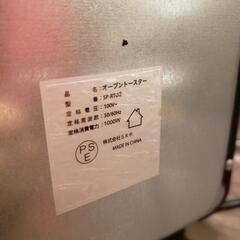 品名：オーブントースター
型番：SP-RS02
定格電圧：100V~
定格周波数：50/60Hz
定格消費電力：1000W
PSE
株式会社SKR
MADE IN CHINA